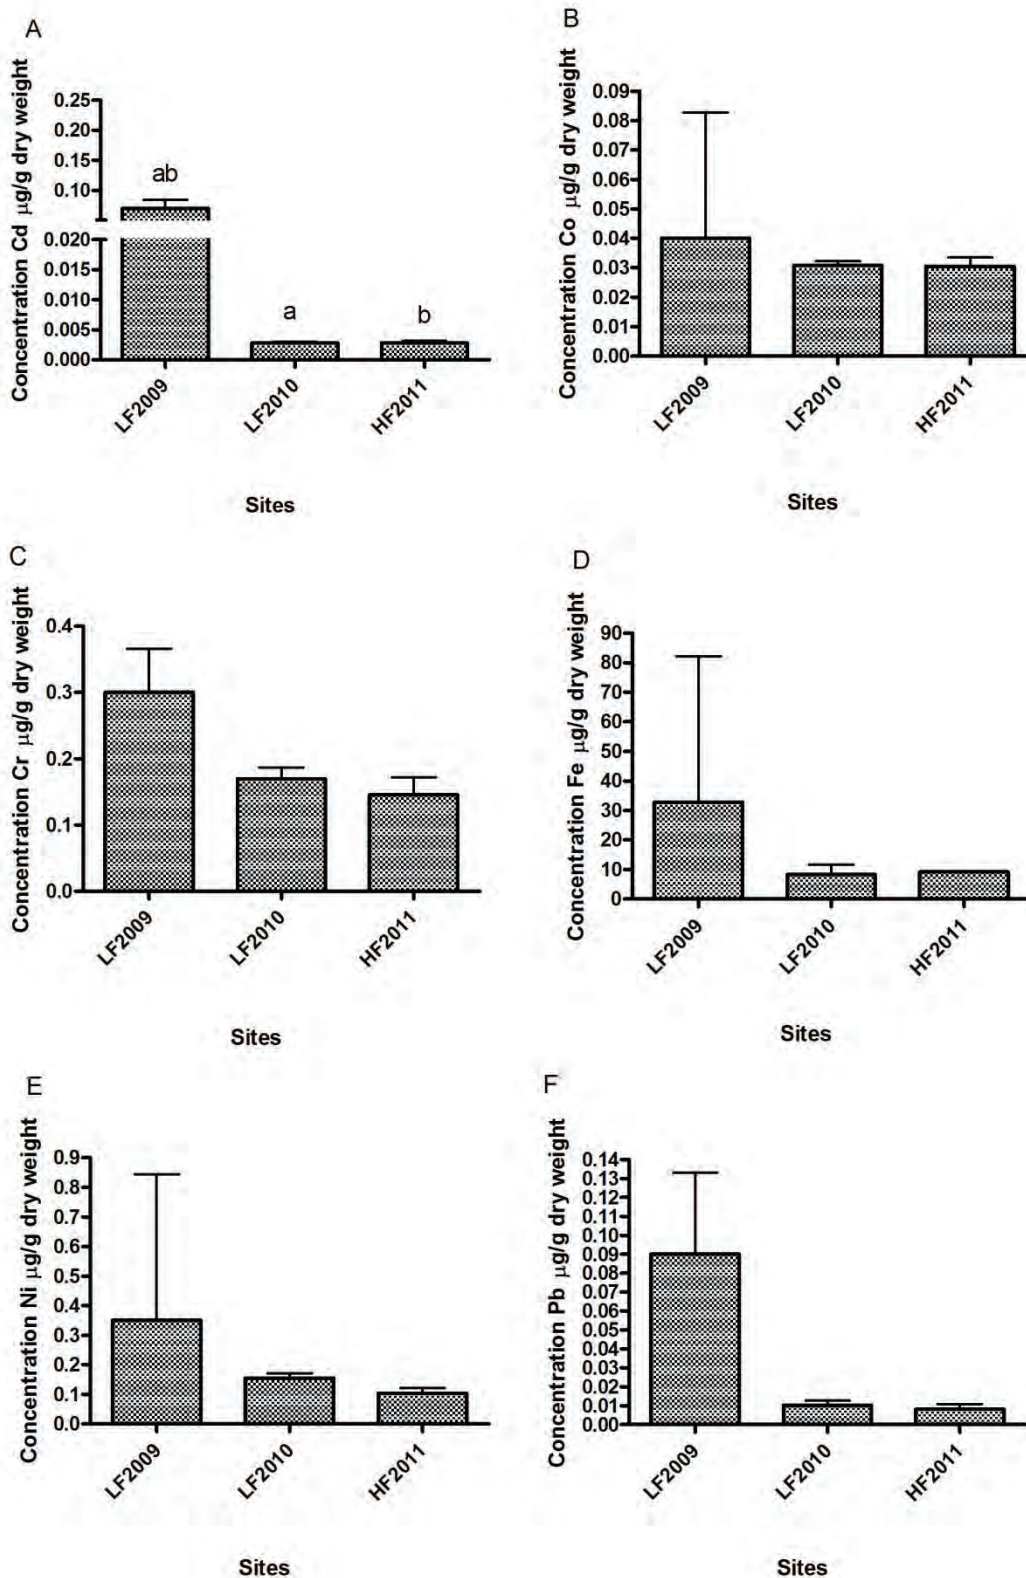 A
Concentration Cd µg/g dry weight
0.25
0.20
0.15
0.10
0.020
0.015
0.010
0.005
0.000
ab
a
b
LF2009
LF2010
HF2011
Sites
B
Concentration Co µg/g dry weight
0.09
0.08
0.07
0.06
0.05
0.04
0.03
0.02
0.01
0.00
LF2009
LF2010
HF2011
Sites
C
Concentration Cr µg/g dry weight
0.4
0.3
0.2
0.1
0.0
LF2009
LF2010
HF2011
Sites
D
Concentration Fe µg/g dry weight
90
80
70
60
50
40
30
20
10
0
LF2009
LF2010
HF2011
Sites
E
Concentration Ni µg/g dry weight
0.9
0.8
0.7
0.6
0.5
0.4
0.3
0.2
0.1
0.0
LF2009
LF2010
HF2011
Sites
F
Concentration Pb µg/g dry weight
0.14
0.13
0.12
0.11
0.10
0.09
0.08
0.07
0.06
0.05
0.04
0.03
0.02
0.01
0.00
LF2009
LF2010
HF2011
Sites